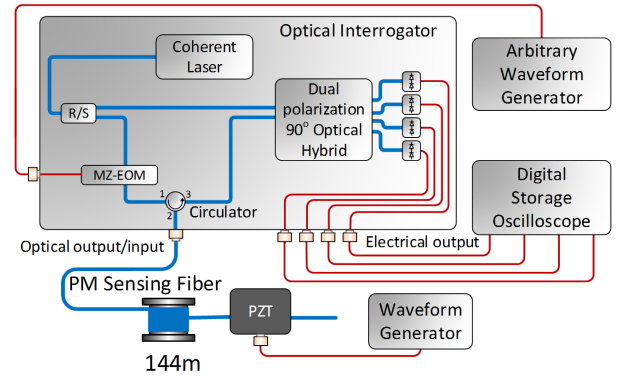 Optical Interrogator
Coherent
Laser
Arbitrary
Waveform
Generator
R/S
Dual
polarization
90° Optical
Hybrid
MZ-EOM
1
3
2
Circulator
Digital
Storage
Oscilloscope
Optical output/input
Electrical output
PM Sensing Fiber
PZT
Waveform
Generator
144m